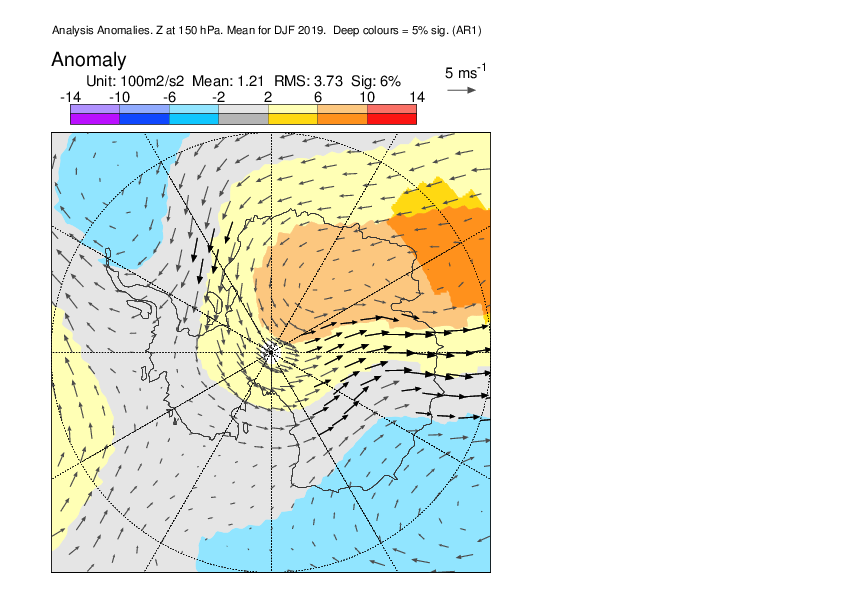 Analysis Anomalies. Z at 150 hPa. Mean for DJF 2019. Deep colours = 5% sig. (AR1)
Anomaly
5 ms-1
Unit: 100m2/s2 Mean: 1.21 RMS: 3.73 Sig: 6%
-14 -10 -6 -2 2 6 10 14